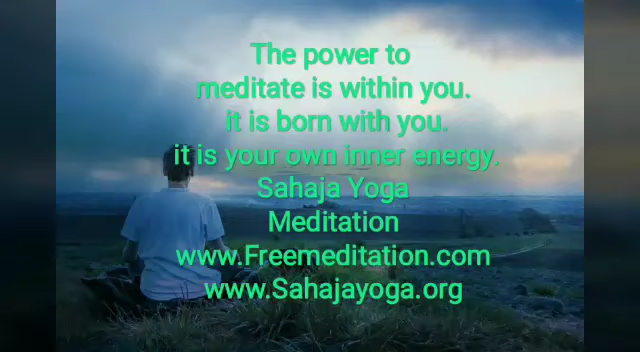 The power to
meditate is within you.
it is born with you.
it is your own inner energy.
Sahaja Yoga
Meditation
www.Freemeditation.com
www.Sahajayoga.org